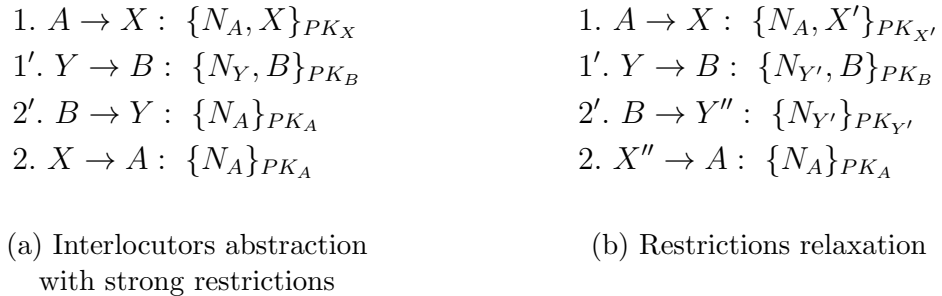 1. A → X : {N_A, X}_{PK_X}
1′. Y → B : {N_Y, B}_{PK_B}
2′. B → Y : {N_A}_{PK_A}
2. X → A : {N_A}_{PK_A}
(a) Interlocutors abstraction
with strong restrictions
1. A → X : {N_A, X′}_{PK_{X′}}
1′. Y → B : {N_{Y′}, B}_{PK_B}
2′. B → Y″ : {N_{Y′}}_{PK_{Y′}}
2. X″ → A : {N_A}_{PK_A}
(b) Restrictions relaxation